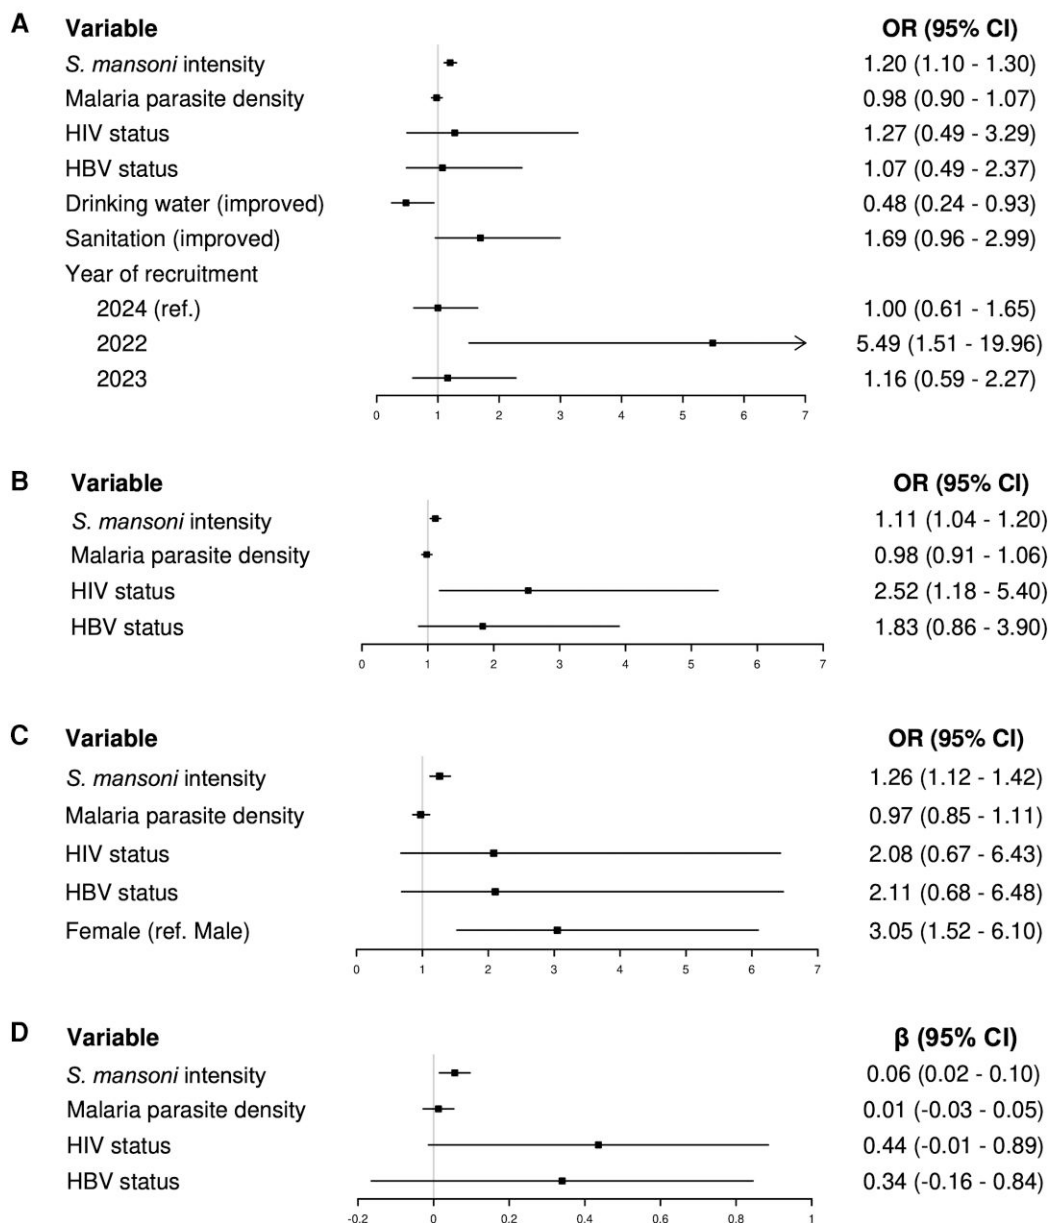 A Variable OR (95% CI)
S. mansoni intensity 1.20 (1.10 - 1.30)
Malaria parasite density 0.98 (0.90 - 1.07)
HIV status 1.27 (0.49 - 3.29)
HBV status 1.07 (0.49 - 2.37)
Drinking water (improved) 0.48 (0.24 - 0.93)
Sanitation (improved) 1.69 (0.96 - 2.99)
Year of recruitment
2024 (ref.) 1.00 (0.61 - 1.65)
2022 5.49 (1.51 - 19.96)
2023 1.16 (0.59 - 2.27)
0 1 2 3 4 5 6 7
B Variable OR (95% CI)
S. mansoni intensity 1.11 (1.04 - 1.20)
Malaria parasite density 0.98 (0.91 - 1.06)
HIV status 2.52 (1.18 - 5.40)
HBV status 1.83 (0.86 - 3.90)
0 1 2 3 4 5 6 7
C Variable OR (95% CI)
S. mansoni intensity 1.26 (1.12 - 1.42)
Malaria parasite density 0.97 (0.85 - 1.11)
HIV status 2.08 (0.67 - 6.43)
HBV status 2.11 (0.68 - 6.48)
Female (ref. Male) 3.05 (1.52 - 6.10)
0 1 2 3 4 5 6 7
D Variable β (95% CI)
S. mansoni intensity 0.06 (0.02 - 0.10)
Malaria parasite density 0.01 (-0.03 - 0.05)
HIV status 0.44 (-0.01 - 0.89)
HBV status 0.34 (-0.16 - 0.84)
-0.2 0 0.2 0.4 0.6 0.8 1